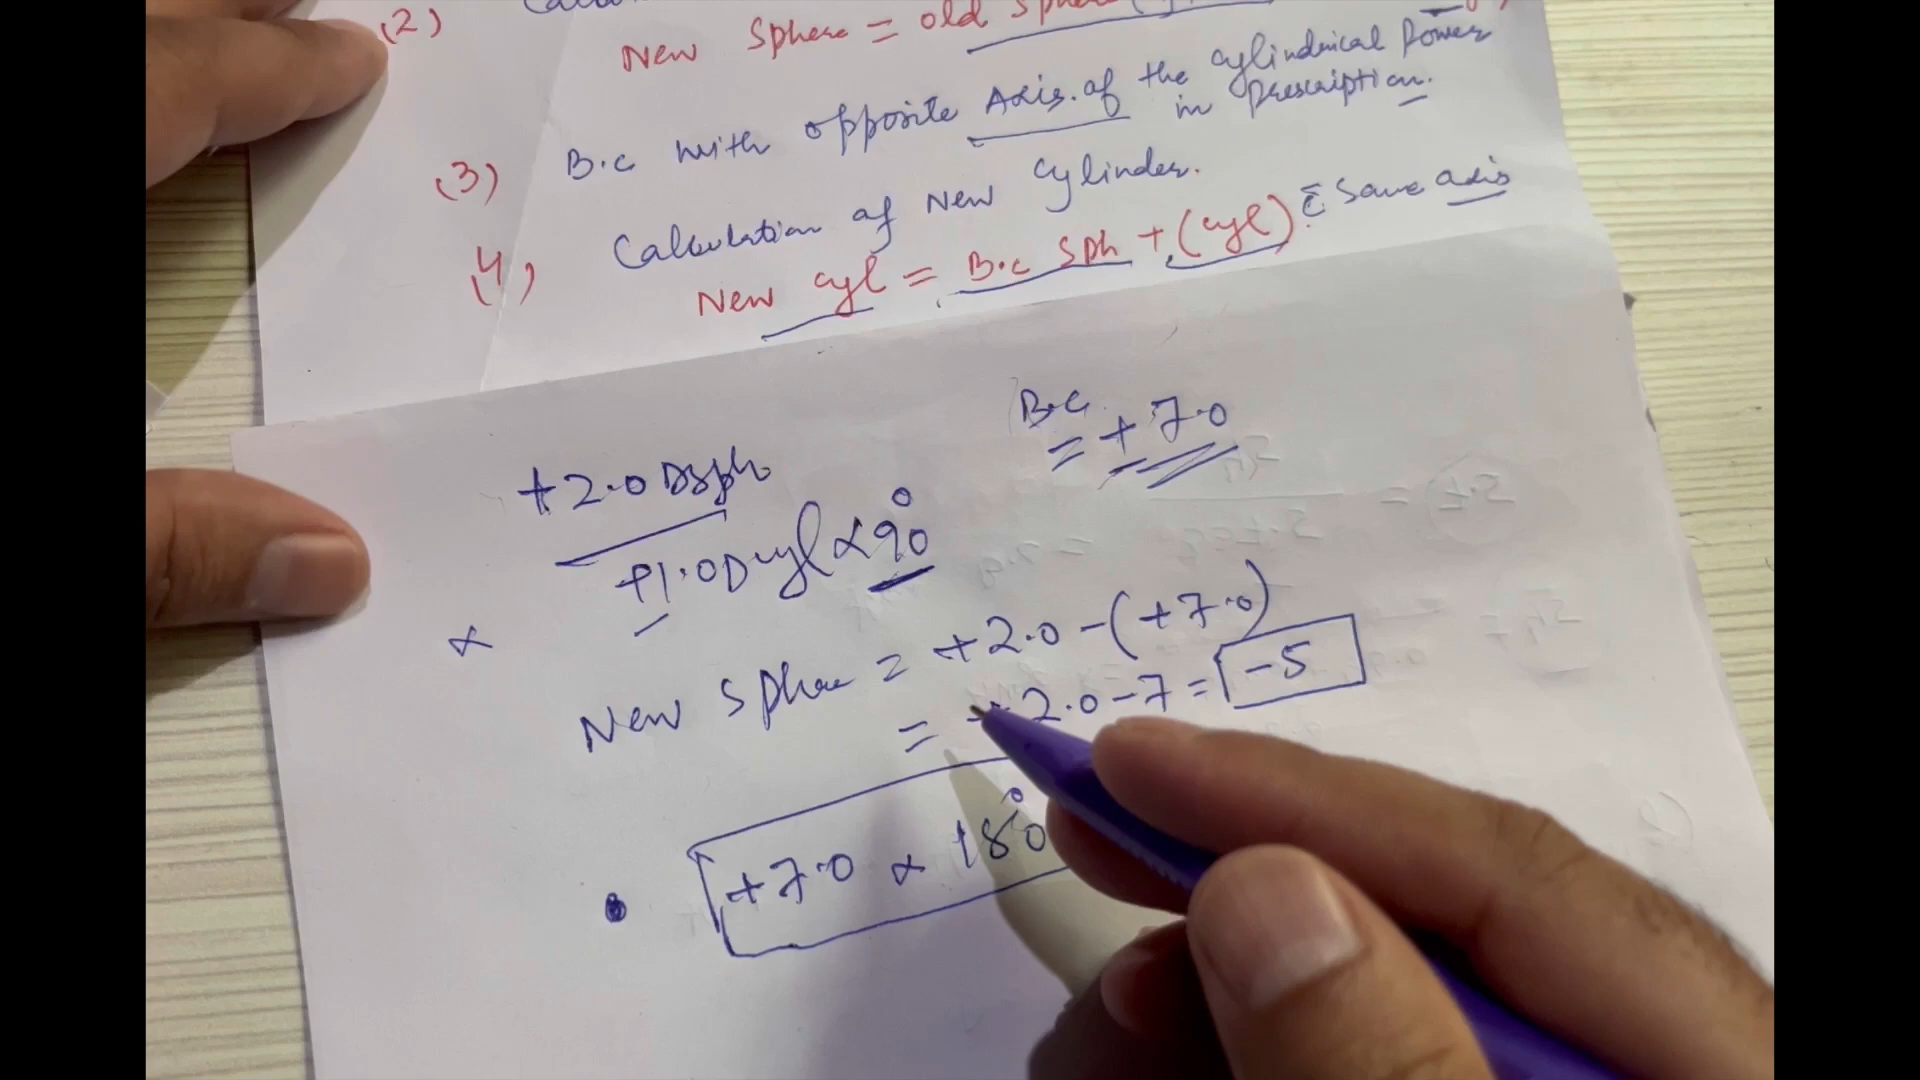 (2)
New Sphere = old Sphere
(3) B.c with opposite Axis. of the cylindrical Power
in prescription.
(4) Calculation of New Cylinder.
New cyl = B.c Sph + (cyl) c̄ Same axis
B.C
= + 7.0
+2.0 Dsph
+1.0 Dcyl x 90°
x
New Sphere = +2.0 - (+7.0)
= +2.0 - 7 = -5
• +7.0 x 180°